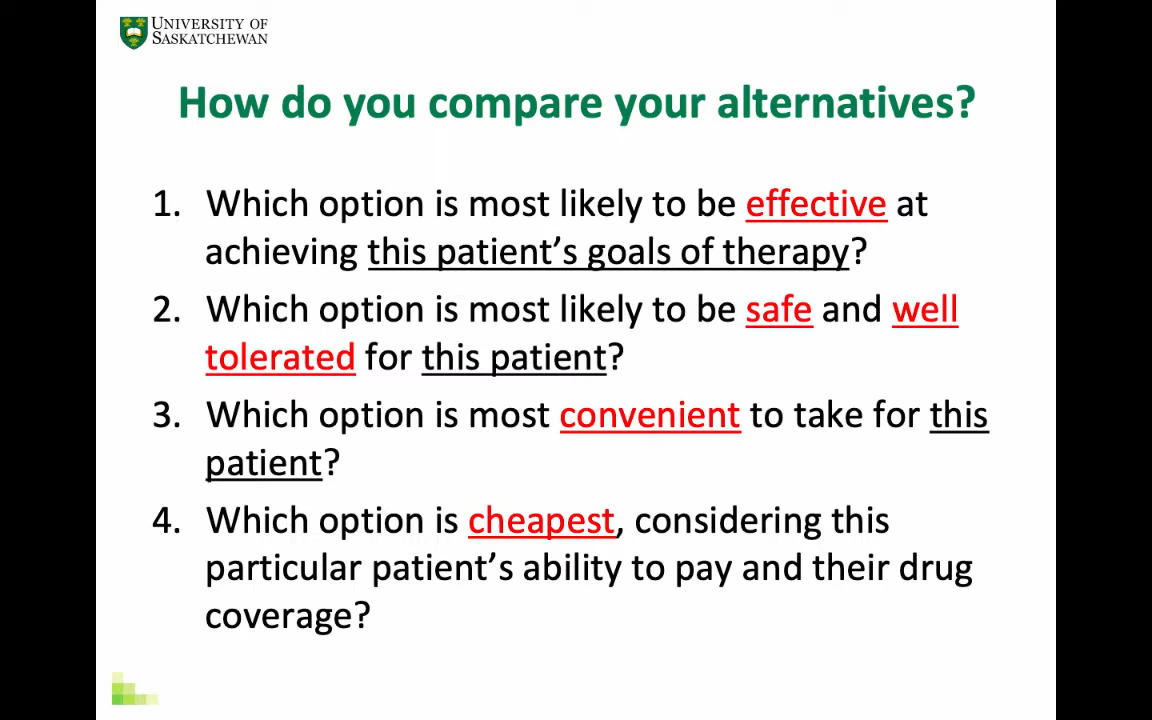 UNIVERSITY OF
SASKATCHEWAN
How do you compare your alternatives?
1. Which option is most likely to be effective at
achieving this patient’s goals of therapy?
2. Which option is most likely to be safe and well
tolerated for this patient?
3. Which option is most convenient to take for this
patient?
4. Which option is cheapest, considering this
particular patient’s ability to pay and their drug
coverage?